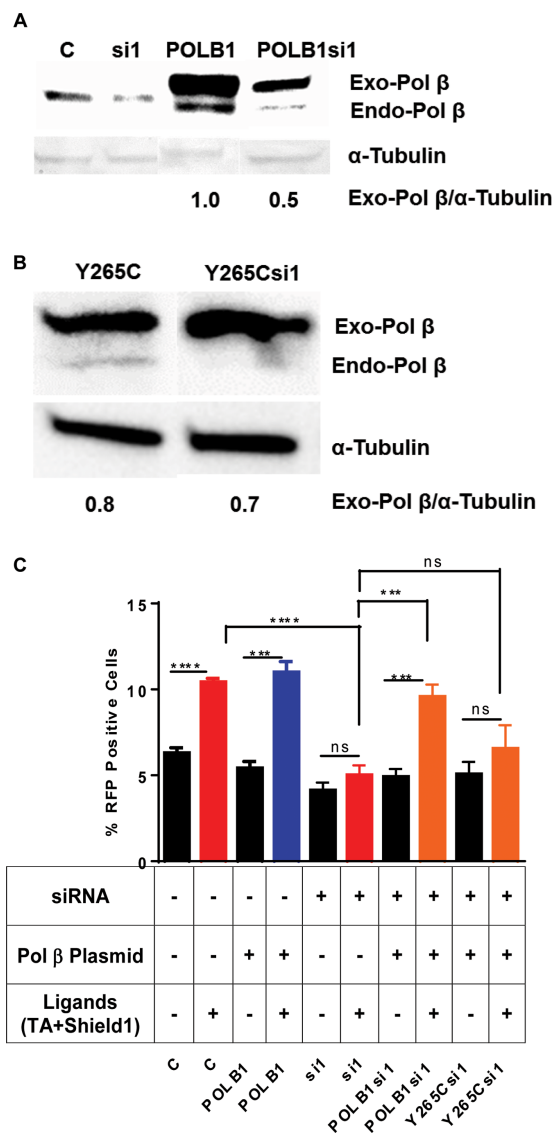 A
C si1 POLB1 POLB1si1
Exo-Pol β
Endo-Pol β
α-Tubulin
1.0 0.5 Exo-Pol β/α-Tubulin
B
Y265C Y265Csi1
Exo-Pol β
Endo-Pol β
α-Tubulin
0.8 0.7 Exo-Pol β/α-Tubulin
C
% RFP Positive Cells
15
10
5
0
ns
***
****
**** *** *** ns
ns
siRNA - - - - + + + + + +
Pol β Plasmid - - + + - - + + + +
Ligands - + - + - + - + - +
(TA+Shield1)
C C POLB1 POLB1 si1 si1 POLB1si1 POLB1si1 Y265Csi1 Y265Csi1